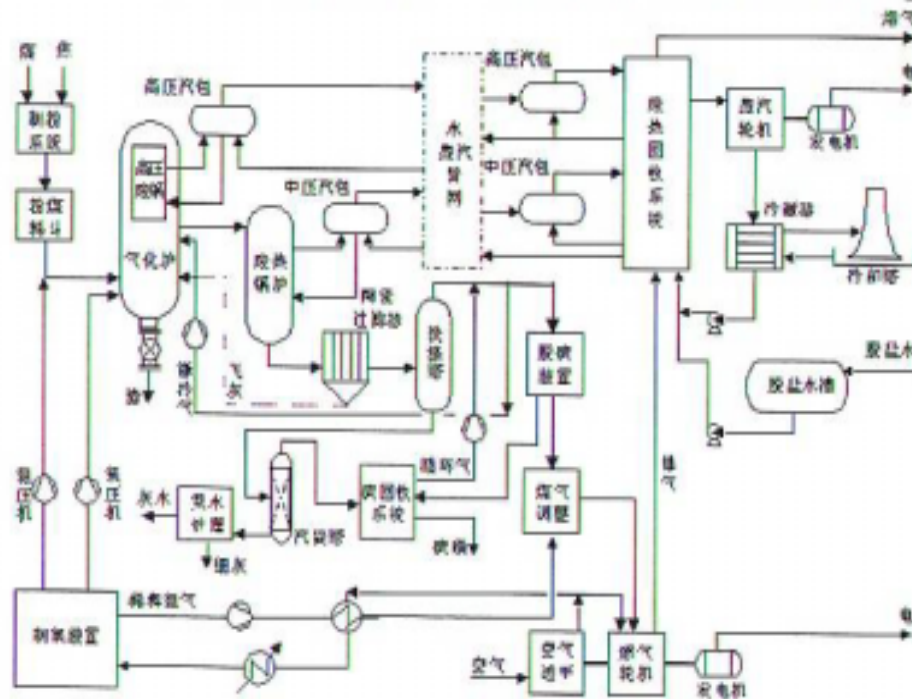 烟气
煤 焦
高压汽包
高压汽包
制粉
系统
水
蒸汽
管网
余热回收系统
蒸汽
轮机
发电机
高压
废锅
中压汽包
中压汽包
粉煤
料斗
冷凝器
气化炉
废热
锅炉
冷却塔
陶瓷
过滤器
洗涤塔
脱硫
装置
脱盐水
脱盐水槽
渣
激冷气
飞灰
循环气
氮压机
氧压机
灰水
废水
处理
汽提塔
硫回收
系统
煤气
调整
排气
硫磺
细灰
稀释氮气
制氧装置
空气
空气
透平
燃气
轮机
发电机